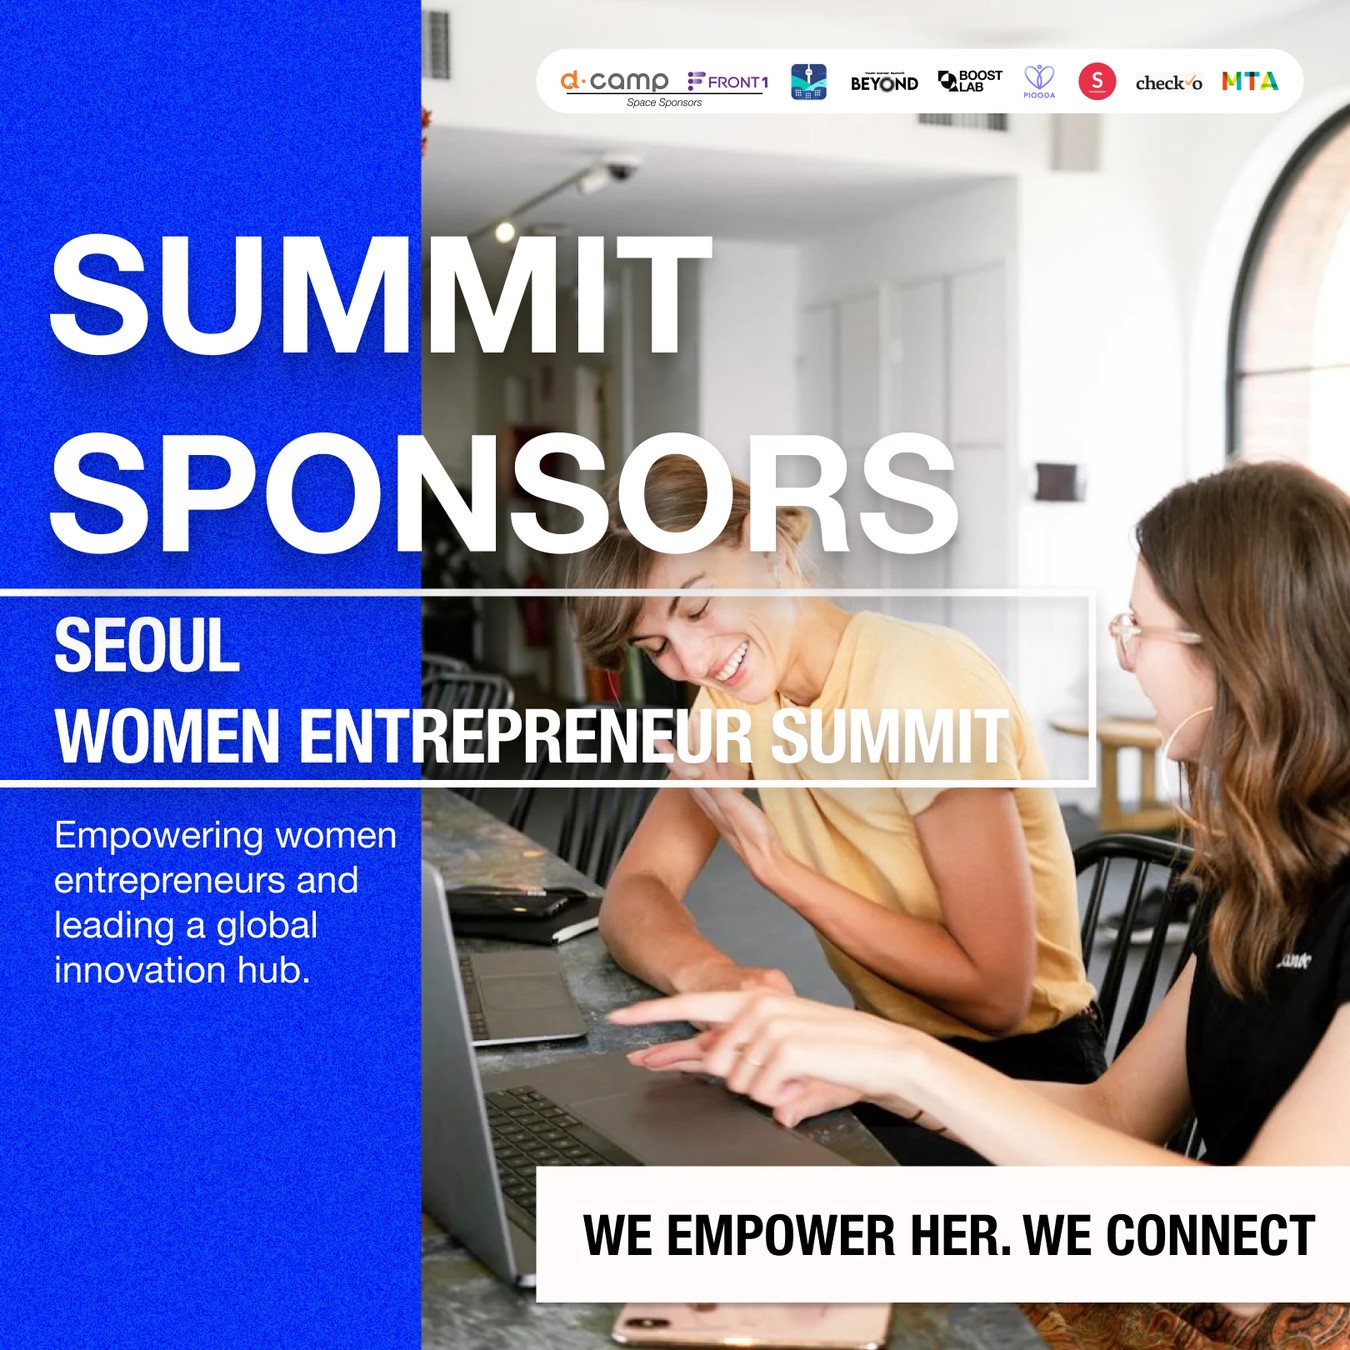 d·camp FRONT1 BEYOND BOOST LAB PIOODA S check✓o MTA
Space Sponsors
SUMMIT
SPONSORS
SEOUL
WOMEN ENTREPRENEUR SUMMIT
Empowering women
entrepreneurs and
leading a global
innovation hub.
WE EMPOWER HER. WE CONNECT